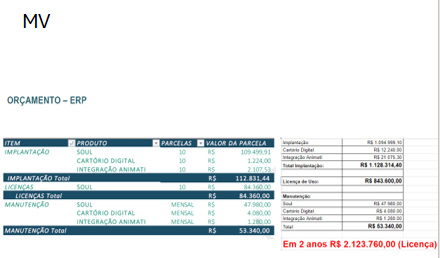 MV
ORÇAMENTO – ERP
ITEM PRODUTO PARCELAS VALOR DA PARCELA
IMPLANTAÇÃO SOUL 10 R$ 109.499,91
CARTÓRIO DIGITAL 10 R$ 1.224,00
INTEGRAÇÃO ANIMATI 10 R$ 2.107,53
IMPLANTAÇÃO Total R$ 112.831,44
LICENÇAS SOUL 10 R$ 84.360,00
LICENÇAS Total R$ 84.360,00
MANUTENÇÃO SOUL MENSAL R$ 47.980,00
CARTÓRIO DIGITAL MENSAL R$ 4.080,00
INTEGRAÇÃO ANIMATI MENSAL R$ 1.280,00
MANUTENÇÃO Total R$ 53.340,00
Implantação R$ 1.094.999,10
Cartório Digital R$ 12.240,00
Integração Animati R$ 21.075,30
Total Implantação: R$ 1.128.314,40
Licença de Uso: R$ 843.600,00
Manutenção:
Soul R$ 47.980,00
Cartório Digital R$ 4.080,00
Integração Animati R$ 1.280,00
Total R$ 53.340,00
Em 2 anos R$ 2.123.760,00 (Licença)